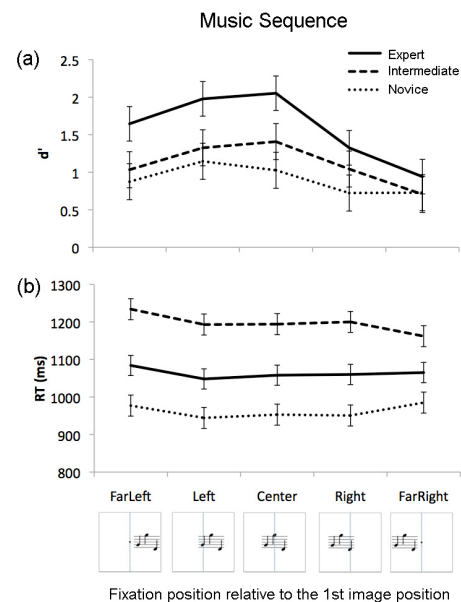 Music Sequence
(a)
Expert
Intermediate
Novice
2.5
2
1.5
1
0.5
0
d'
(b)
1300
1200
1100
1000
900
800
RT (ms)
FarLeft Left Center Right FarRight
Fixation position relative to the 1st image position